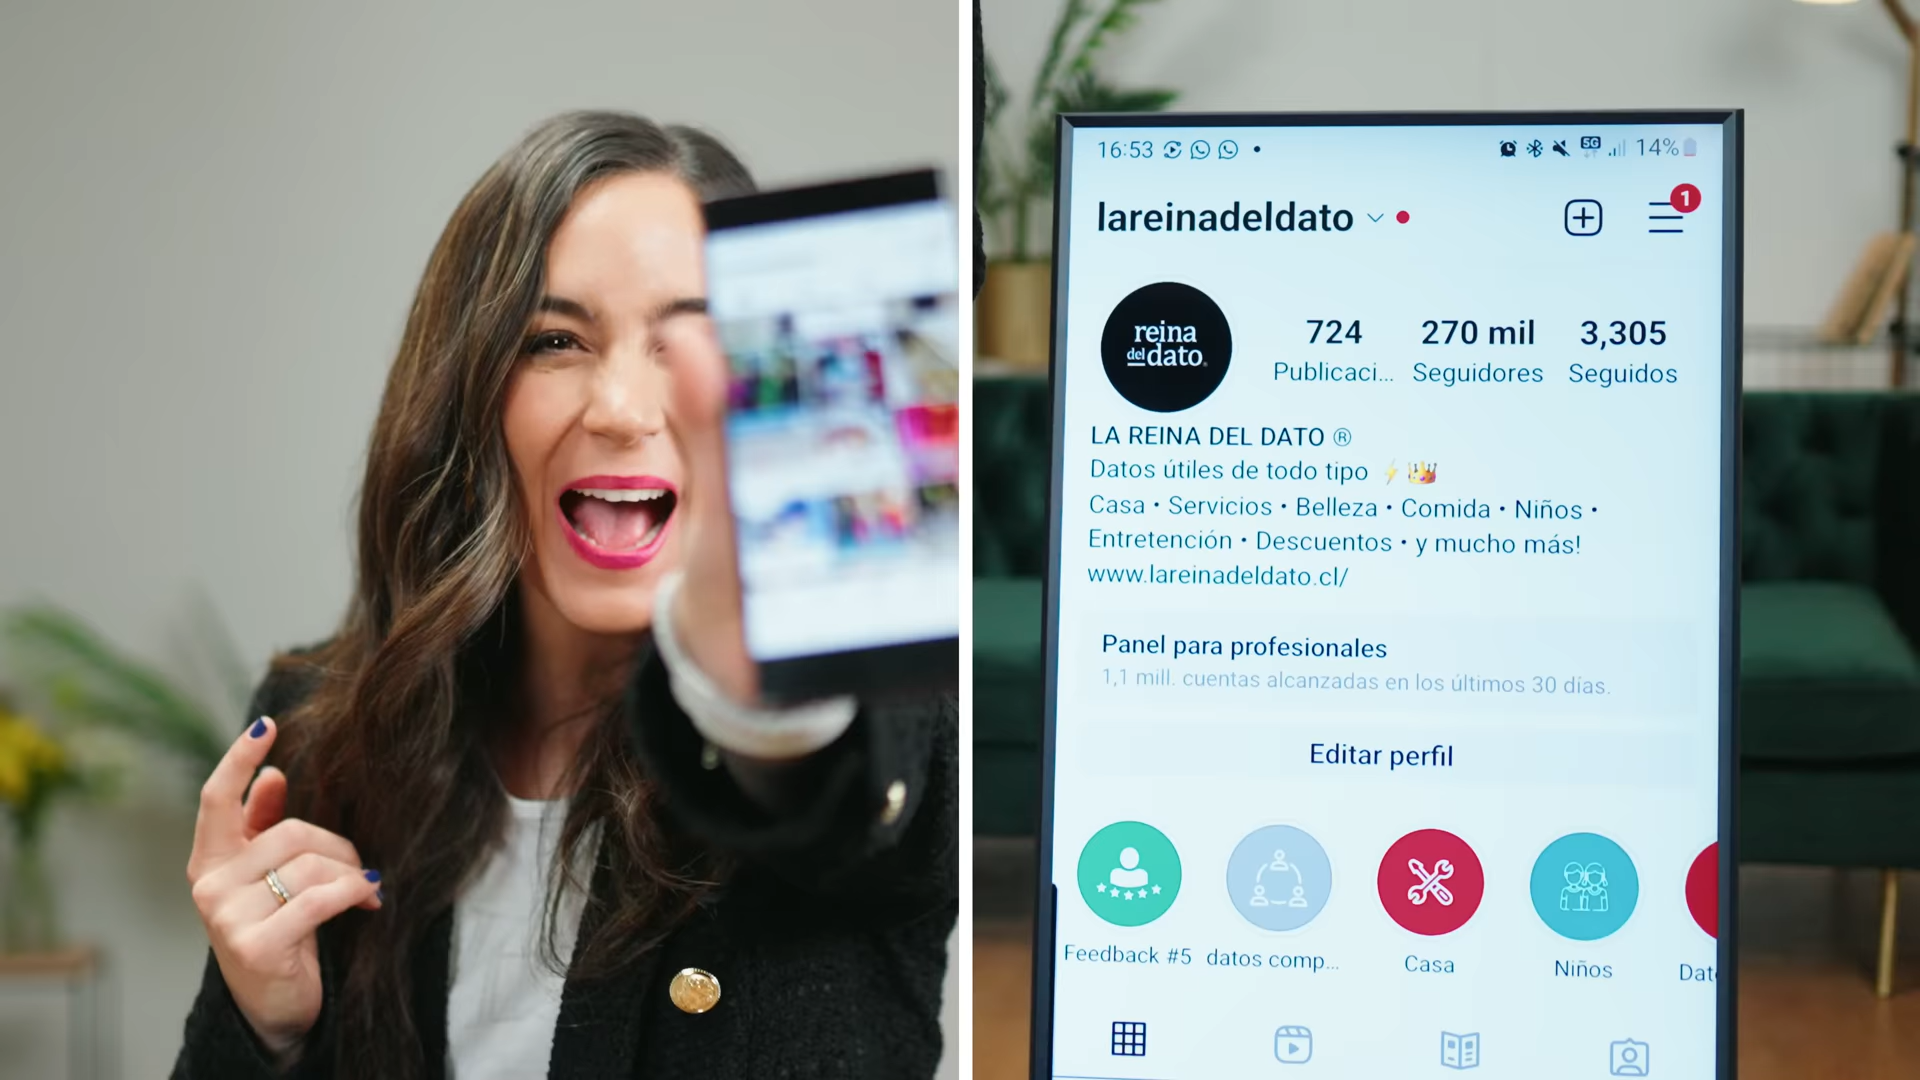 16:53
5G
14%
lareinadeldato
1
reina
del dato
724
270 mil
3,305
Publicaci...
Seguidores
Seguidos
LA REINA DEL DATO ®
Datos útiles de todo tipo ⚡👑
Casa • Servicios • Belleza • Comida • Niños •
Entretención • Descuentos • y mucho más!
www.lareinadeldato.cl/
Panel para profesionales
1,1 mill. cuentas alcanzadas en los últimos 30 días.
Editar perfil
Feedback #5
datos comp...
Casa
Niños
Dat